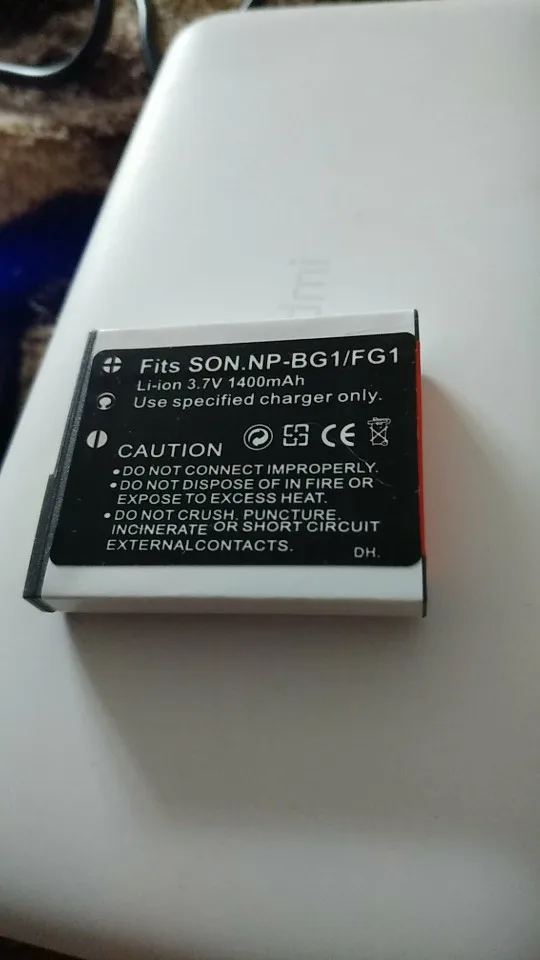 dmi
Fits SON.NP-BG1/FG1
Li-ion 3.7V 1400mAh
Use specified charger only.
CE
CAUTION
•DO NOT CONNECT IMPROPERLY.
•DO NOT DISPOSE OF IN FIRE OR
EXPOSE TO EXCESS HEAT.
•DO NOT CRUSH, PUNCTURE,
INCINERATE OR SHORT CIRCUIT
EXTERNALCONTACTS.
DH.